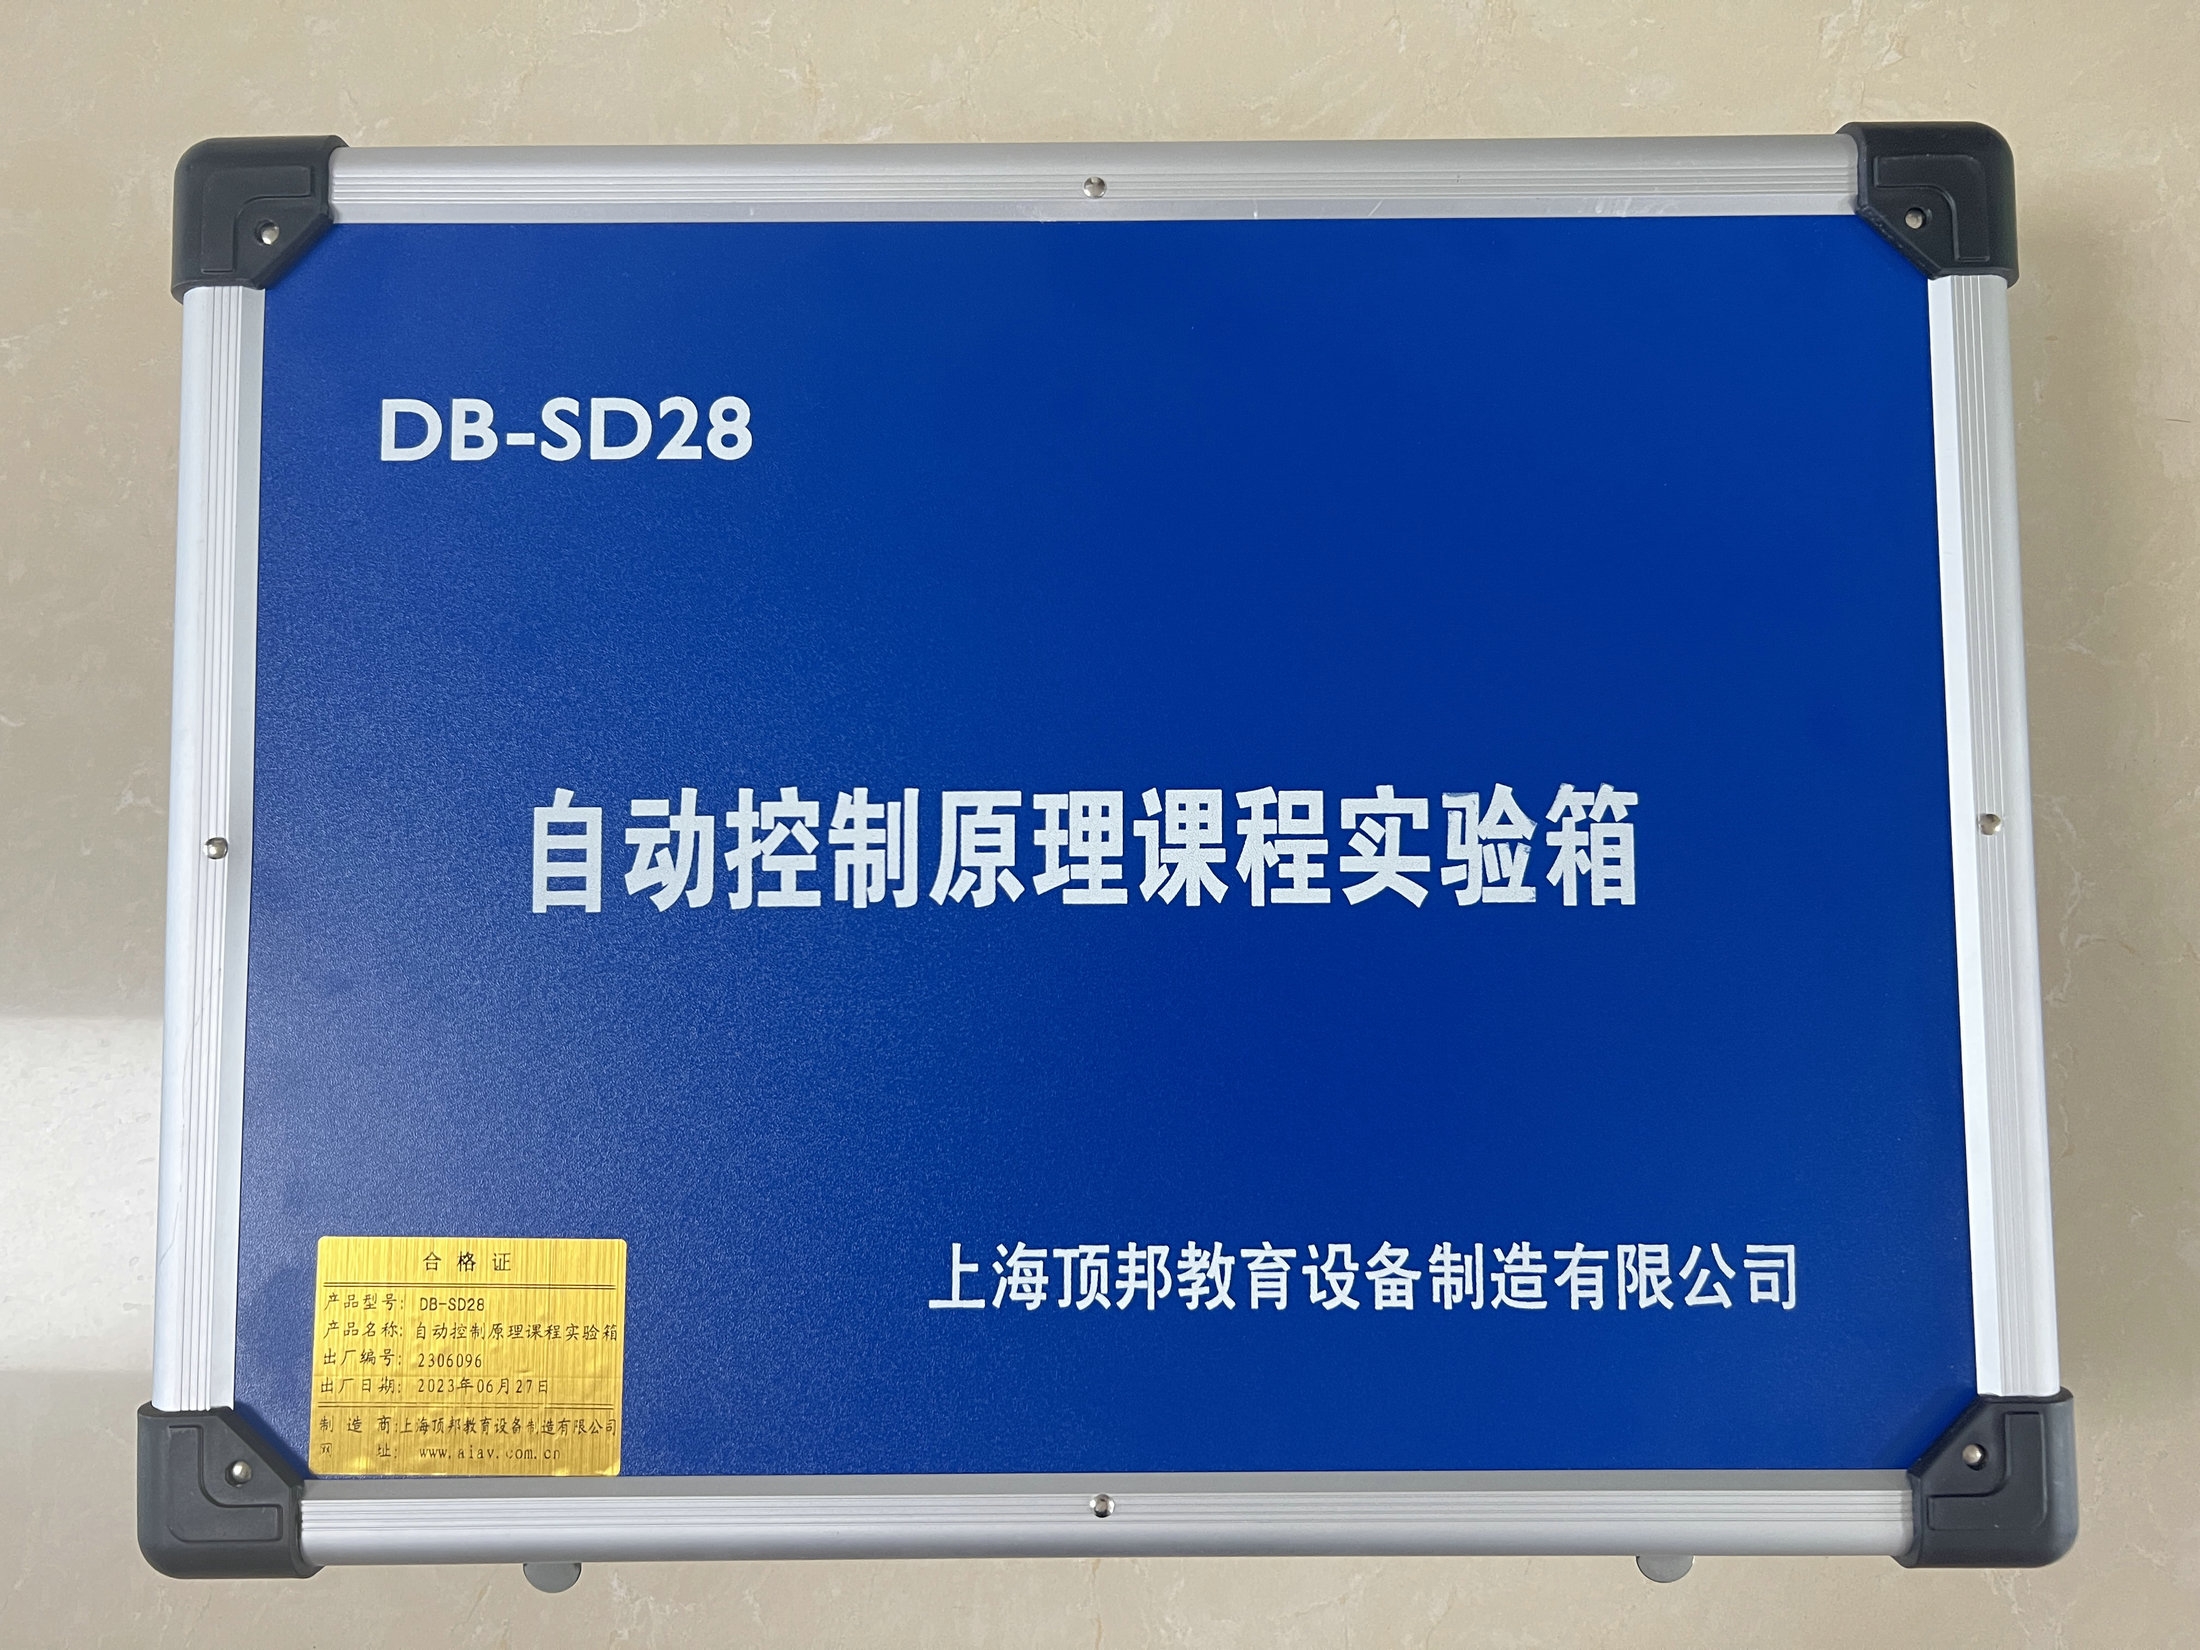 DB-SD28
自动控制原理课程实验箱
上海顶邦教育设备制造有限公司
合格证
产品型号: DB-SD28
产品名称: 自动控制原理课程实验箱
出厂编号: 2306096
出厂日期: 2023年06月27日
制造商: 上海顶邦教育设备制造有限公司
网址: www.aiav.com.cn